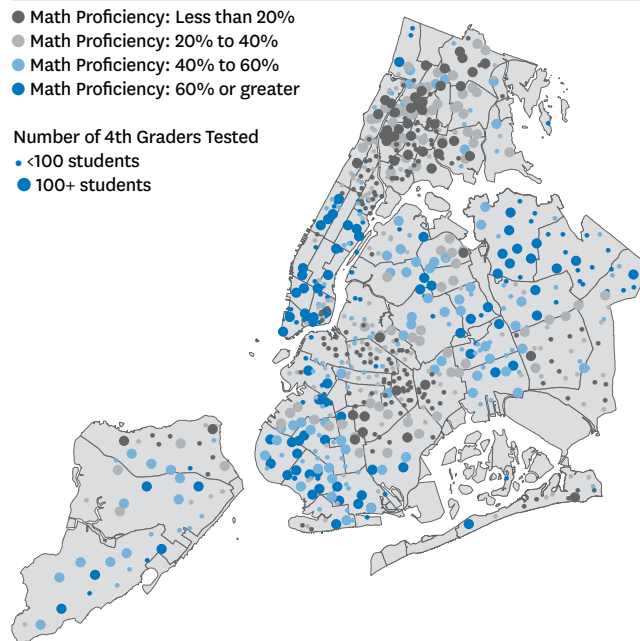 Math Proficiency: Less than 20%
Math Proficiency: 20% to 40%
Math Proficiency: 40% to 60%
Math Proficiency: 60% or greater
Number of 4th Graders Tested
<100 students
100+ students